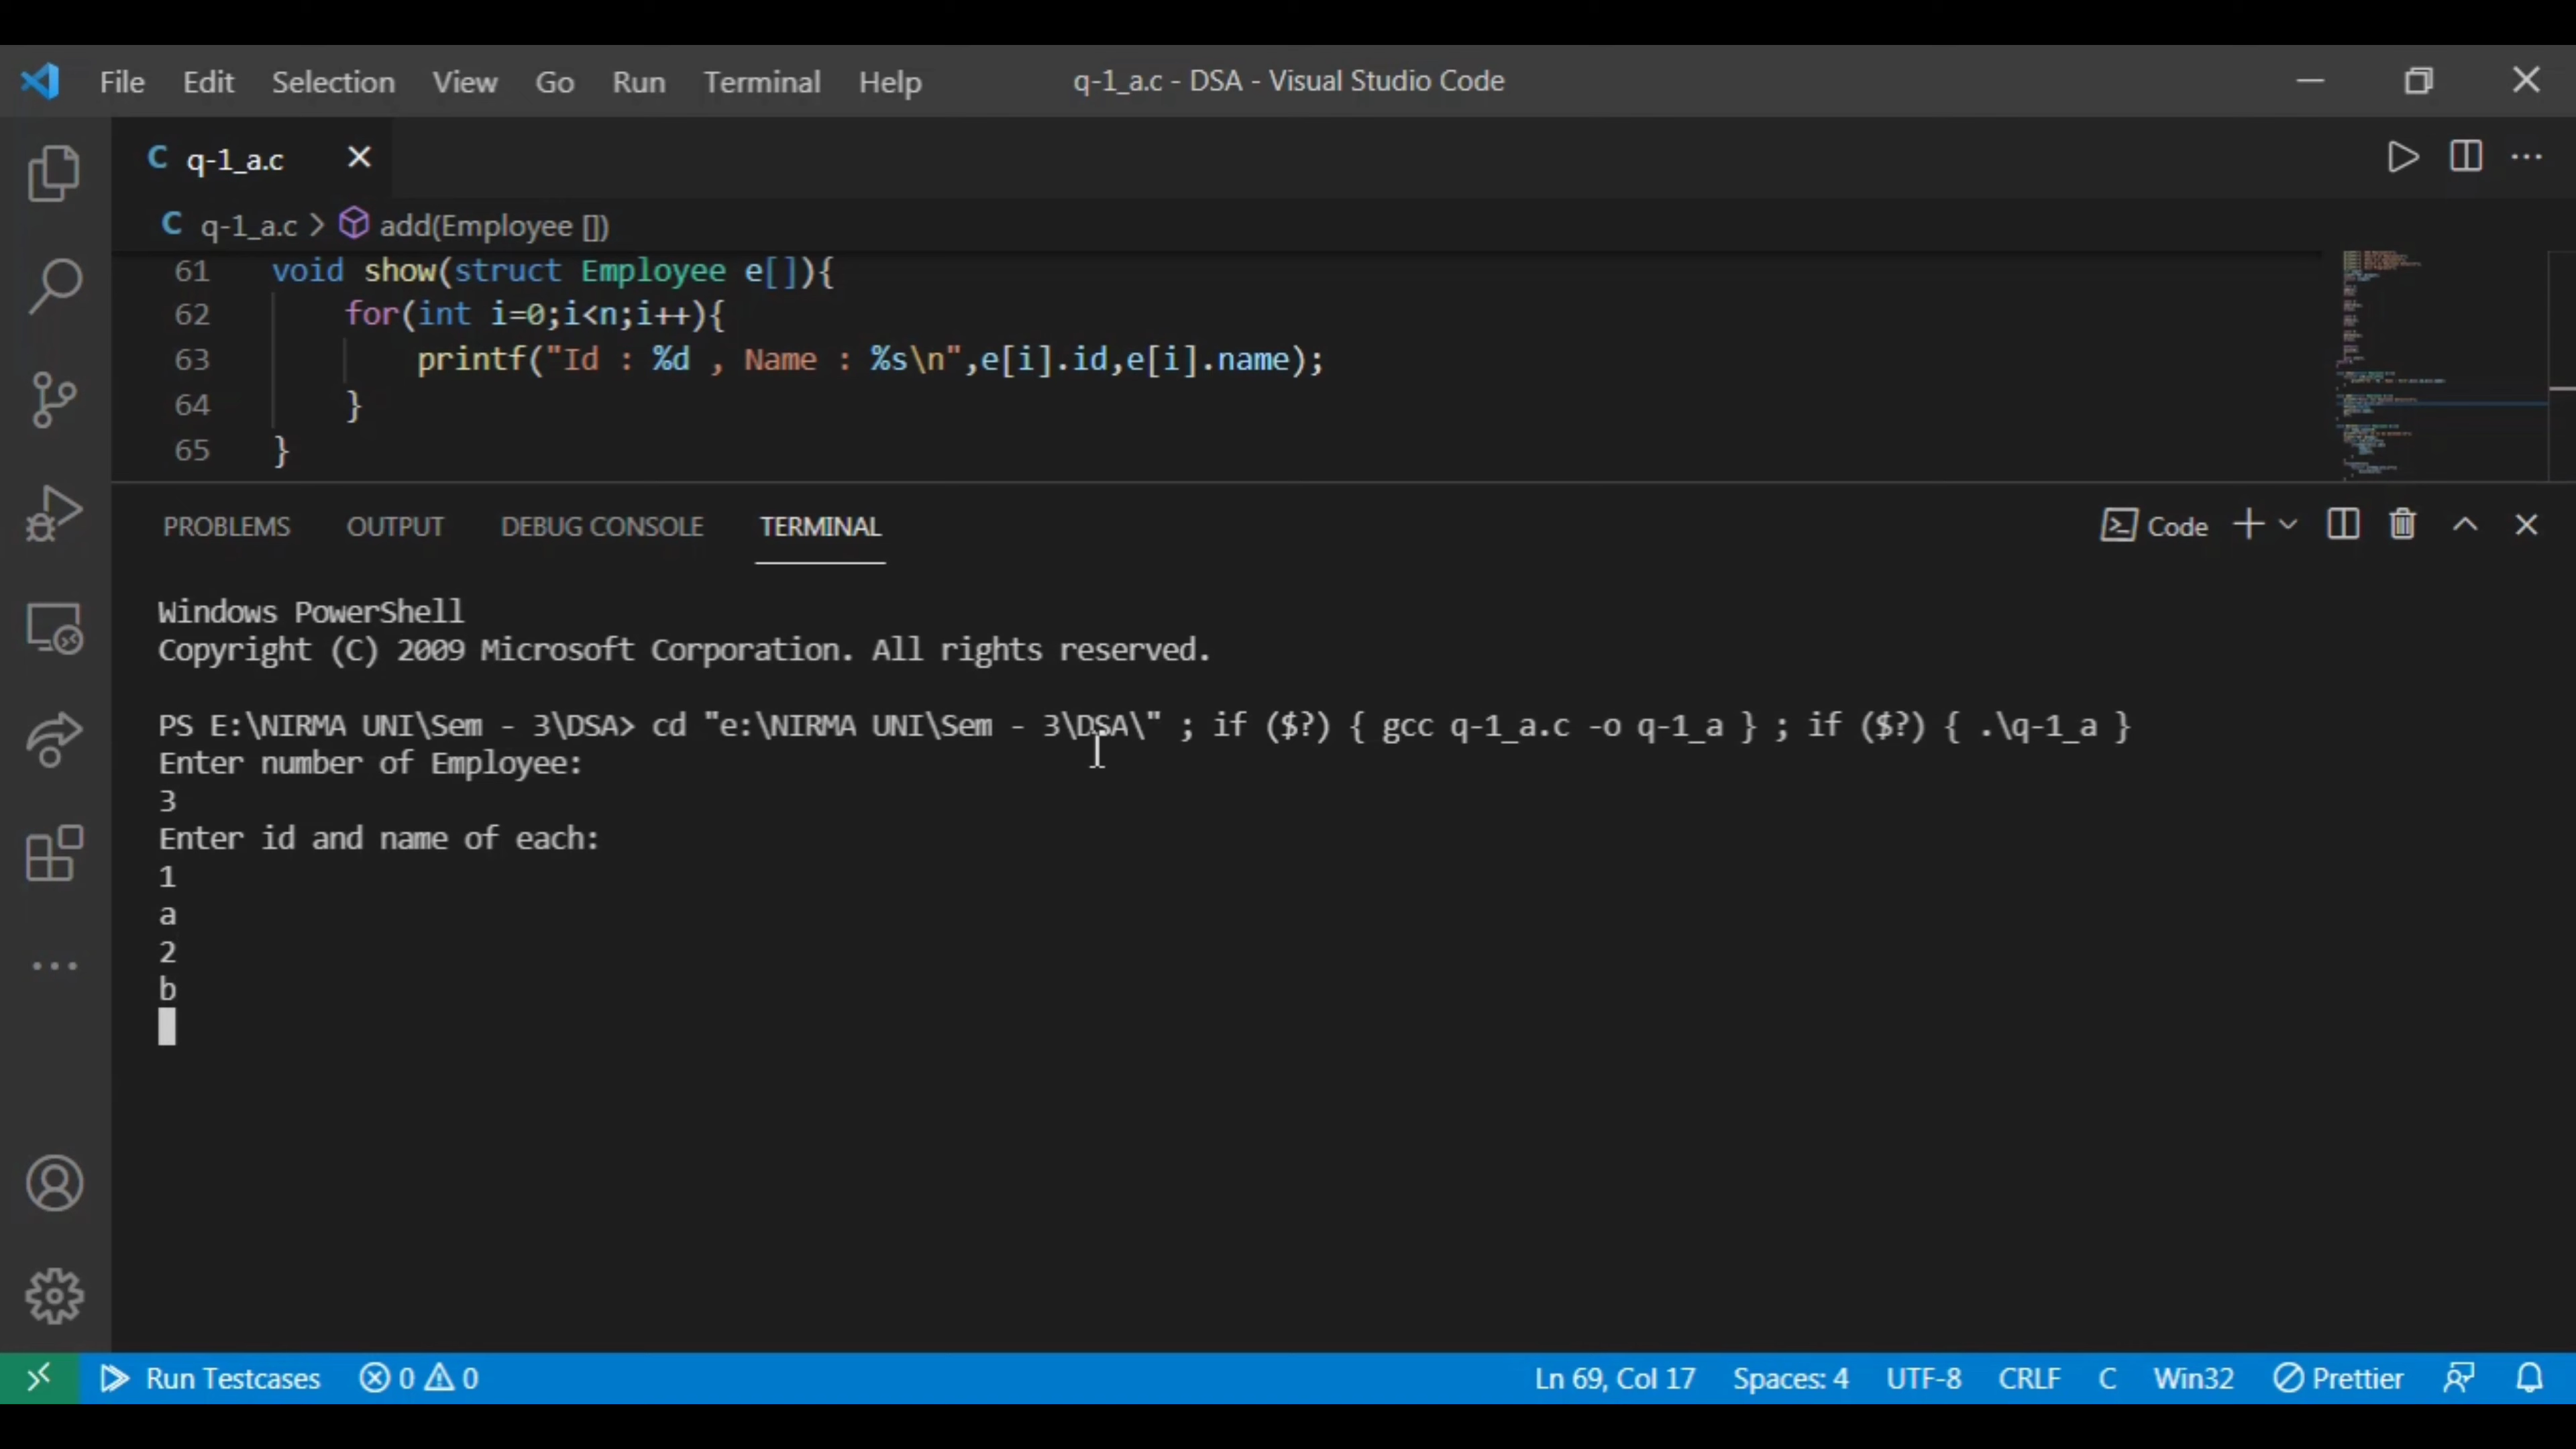 File Edit Selection View Go Run Terminal Help q-1_a.c - DSA - Visual Studio Code
C q-1_a.c
C q-1_a.c > add(Employee [])
61 void show(struct Employee e[]){
62 for(int i=0;i<n;i++){
63 printf("Id : %d , Name : %s\n",e[i].id,e[i].name);
64 }
65 }
PROBLEMS OUTPUT DEBUG CONSOLE TERMINAL Code
Windows PowerShell
Copyright (C) 2009 Microsoft Corporation. All rights reserved.
PS E:\NIRMA UNI\Sem - 3\DSA> cd "e:\NIRMA UNI\Sem - 3\DSA\" ; if ($?) { gcc q-1_a.c -o q-1_a } ; if ($?) { .\q-1_a }
Enter number of Employee:
3
Enter id and name of each:
1
a
2
b
Run Testcases 0 0 Ln 69, Col 17 Spaces: 4 UTF-8 CRLF C Win32 Prettier